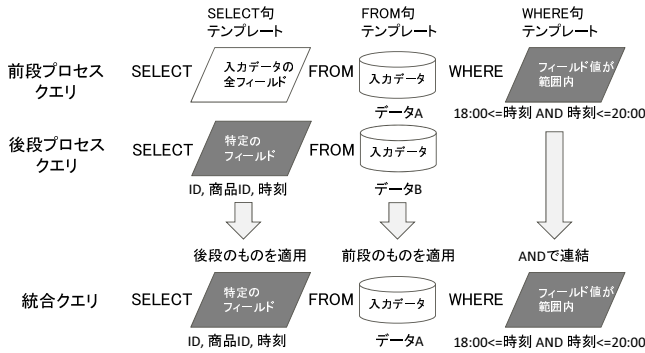 SELECT句
テンプレート
FROM句
テンプレート
WHERE句
テンプレート
前段プロセス
クエリ
SELECT
入力データの
全フィールド
FROM
入力データ
WHERE
フィールド値が
範囲内
データA
18:00<=時刻 AND 時刻<=20:00
後段プロセス
クエリ
SELECT
特定の
フィールド
FROM
入力データ
ID, 商品ID, 時刻
データB
後段のものを適用
前段のものを適用
ANDで連結
統合クエリ
SELECT
特定の
フィールド
FROM
入力データ
WHERE
フィールド値が
範囲内
ID, 商品ID, 時刻
データA
18:00<=時刻 AND 時刻<=20:00